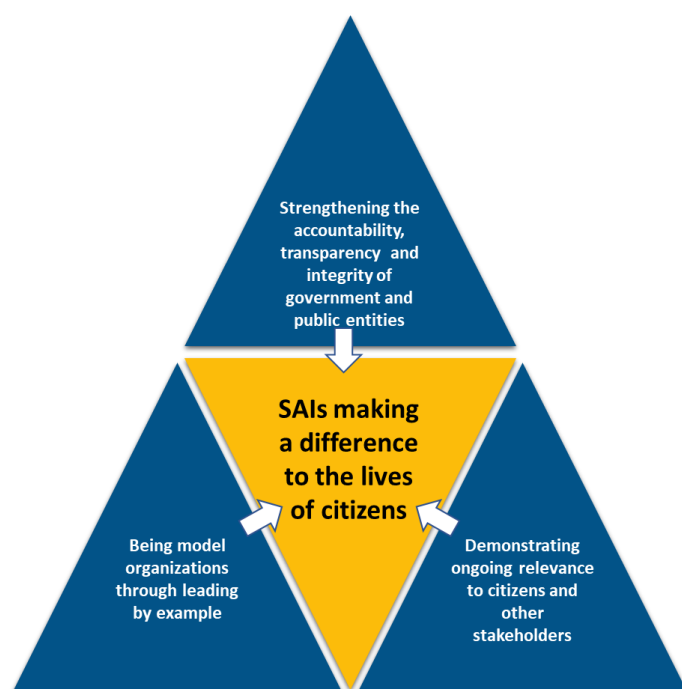 Strengthening the
accountability,
transparency and
integrity of
government and
public entities
SAIs making
a difference
to the lives
of citizens
Being model
organizations
through leading
by example
Demonstrating
ongoing relevance
to citizens and
other
stakeholders